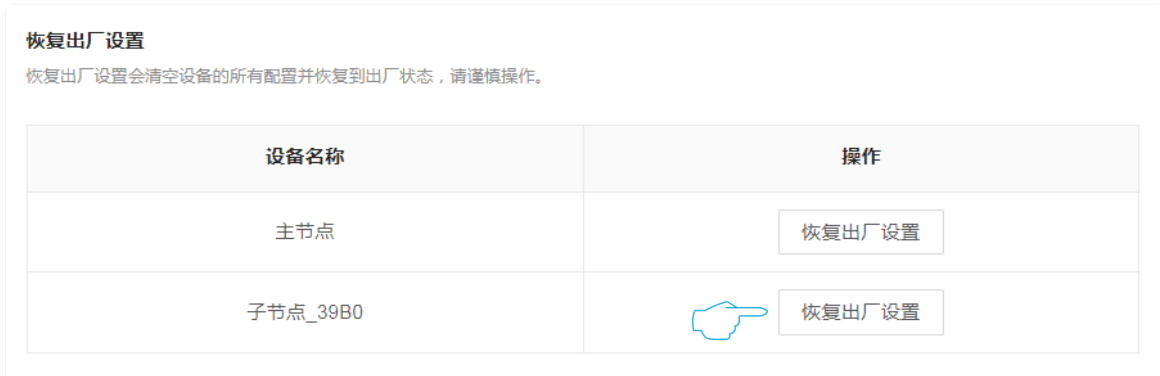 恢复出厂设置
恢复出厂设置会清空设备的所有配置并恢复到出厂状态，请谨慎操作。
设备名称 操作
主节点 恢复出厂设置
子节点_39B0 恢复出厂设置